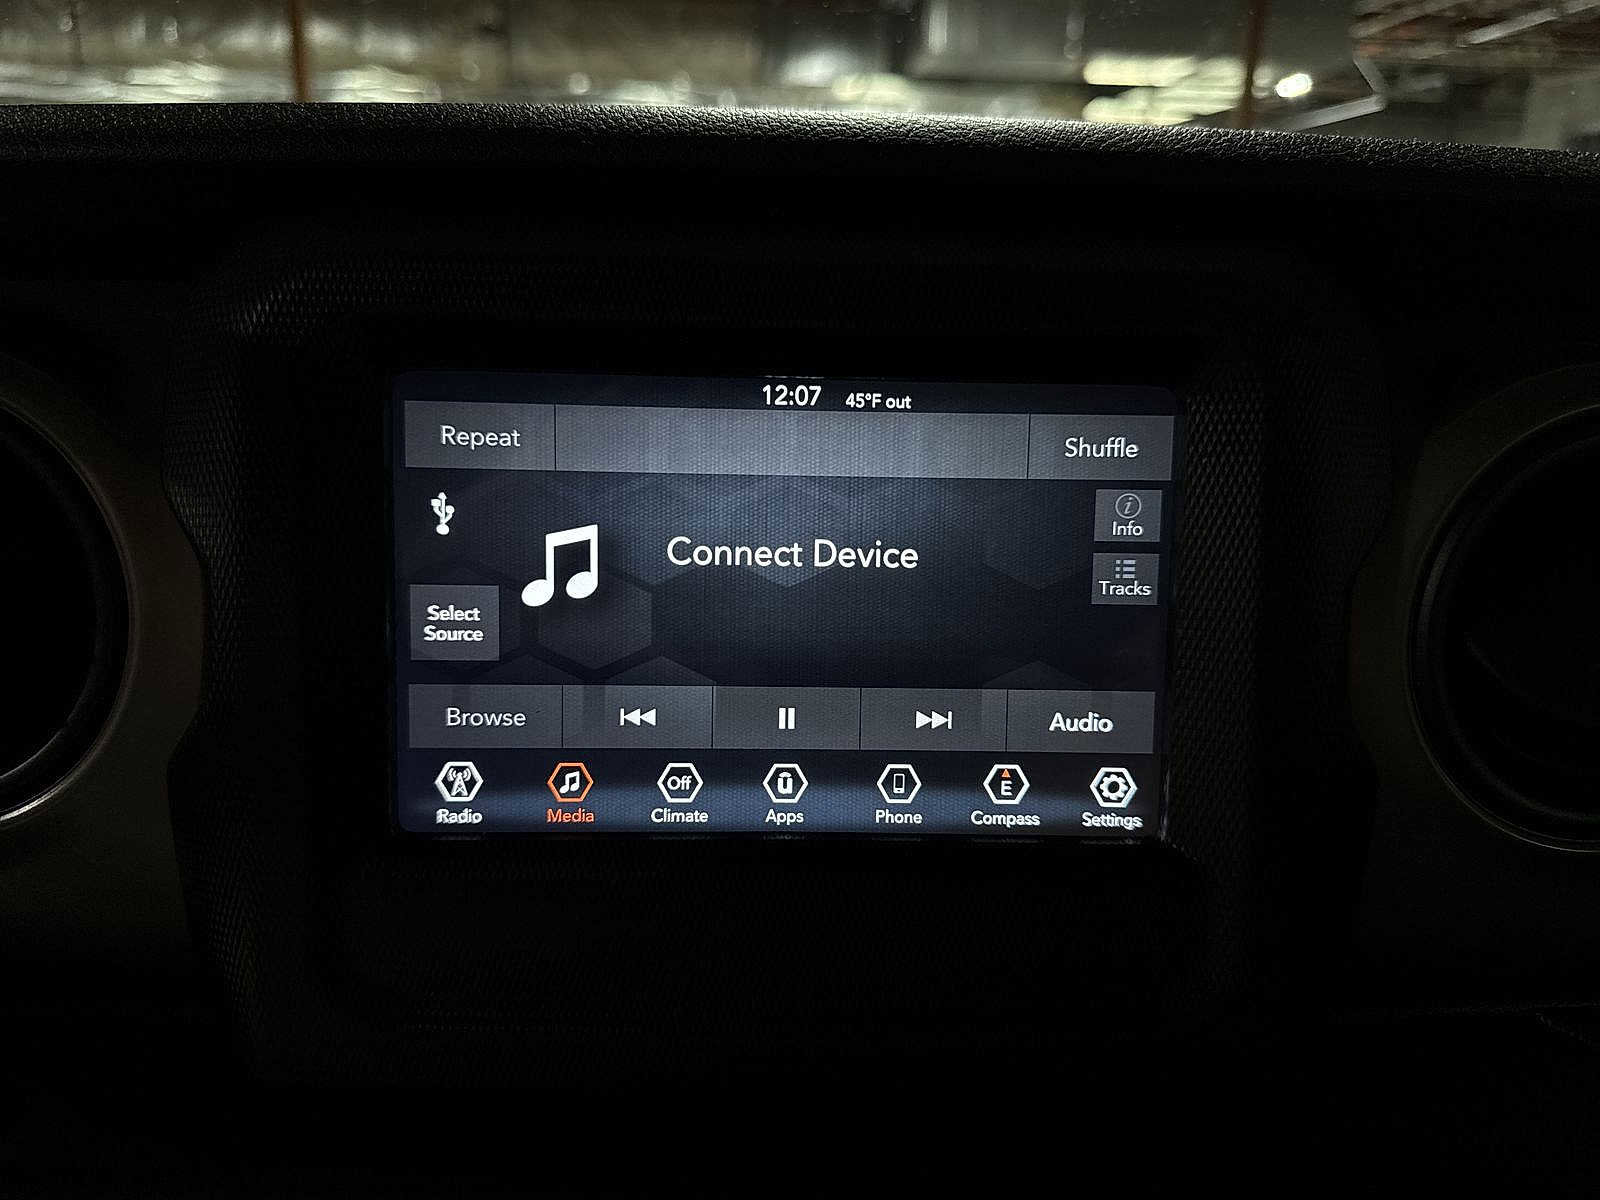 12:07 45°F out
Repeat
Shuffle
Info
Connect Device
Tracks
Select
Source
Browse
Audio
Off
ū
E
Radio
Media
Climate
Apps
Phone
Compass
Settings